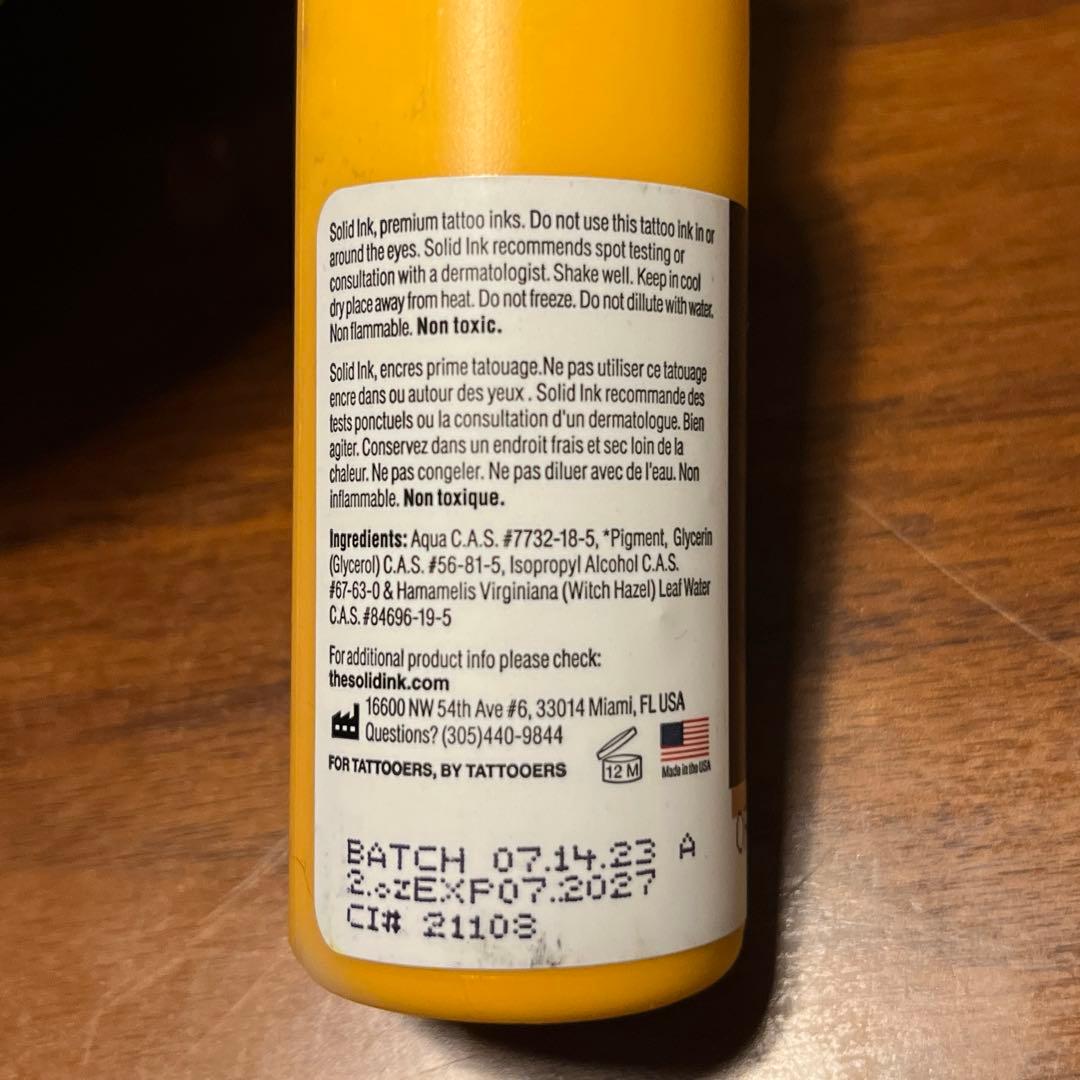 Solid Ink, premium tattoo inks. Do not use this tattoo ink in or
around the eyes. Solid Ink recommends spot testing or
consultation with a dermatologist. Shake well. Keep in cool
dry place away from heat. Do not freeze. Do not dillute with water.
Non flammable. Non toxic.
Solid Ink, encres prime tatouage.Ne pas utiliser ce tatouage
encre dans ou autour des yeux . Solid Ink recommande des
tests ponctuels ou la consultation d'un dermatologue. Bien
agiter. Conservez dans un endroit frais et sec loin de la
chaleur. Ne pas congeler. Ne pas diluer avec de l'eau. Non
inflammable. Non toxique.
Ingredients: Aqua C.A.S. #7732-18-5, *Pigment, Glycerin
(Glycerol) C.A.S. #56-81-5, Isopropyl Alcohol C.A.S.
#67-63-0 & Hamamelis Virginiana (Witch Hazel) Leaf Water
C.A.S. #84696-19-5
For additional product info please check:
thesolidink.com
16600 NW 54th Ave #6, 33014 Miami, FL USA
Questions? (305)440-9844
FOR TATTOOERS, BY TATTOOERS
12 M
Made in the USA
BATCH 07.14.23 A
2.ozEXP07.2027
CI# 21108